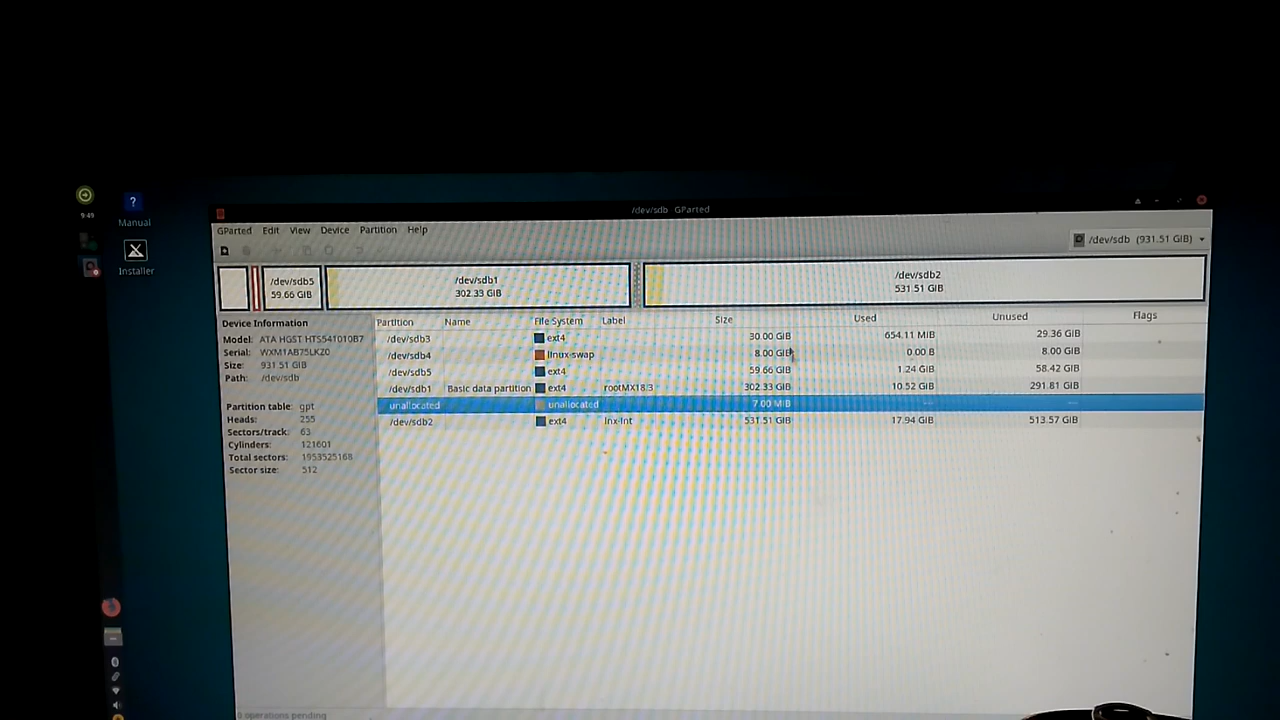 /dev/sdb GParted
9:49
Manual
Installer
GParted Edit View Device Partition Help
/dev/sdb (931.51 GiB)
/dev/sdb5
59.66 GiB
/dev/sdb1
302.33 GiB
/dev/sdb2
531.51 GiB
Device Information
Model: ATA HGST HTS541010B7
Serial: WXM1AB75LKZ0
Size: 931.51 GiB
Path: /dev/sdb
Partition table: gpt
Heads: 255
Sectors/track: 63
Cylinders: 121601
Total sectors: 1953525168
Sector size: 512
Partition Name File System Label Size Used Unused Flags
/dev/sdb3 ext4 30.00 GiB 654.11 MiB 29.36 GiB
/dev/sdb4 linux-swap 8.00 GiB 0.00 B 8.00 GiB
/dev/sdb5 ext4 59.66 GiB 1.24 GiB 58.42 GiB
/dev/sdb1 Basic data partition ext4 rootMX18.3 302.33 GiB 10.52 GiB 291.81 GiB
unallocated unallocated 7.00 MiB --- ---
/dev/sdb2 ext4 lnx-int 531.51 GiB 17.94 GiB 513.57 GiB
0 operations pending